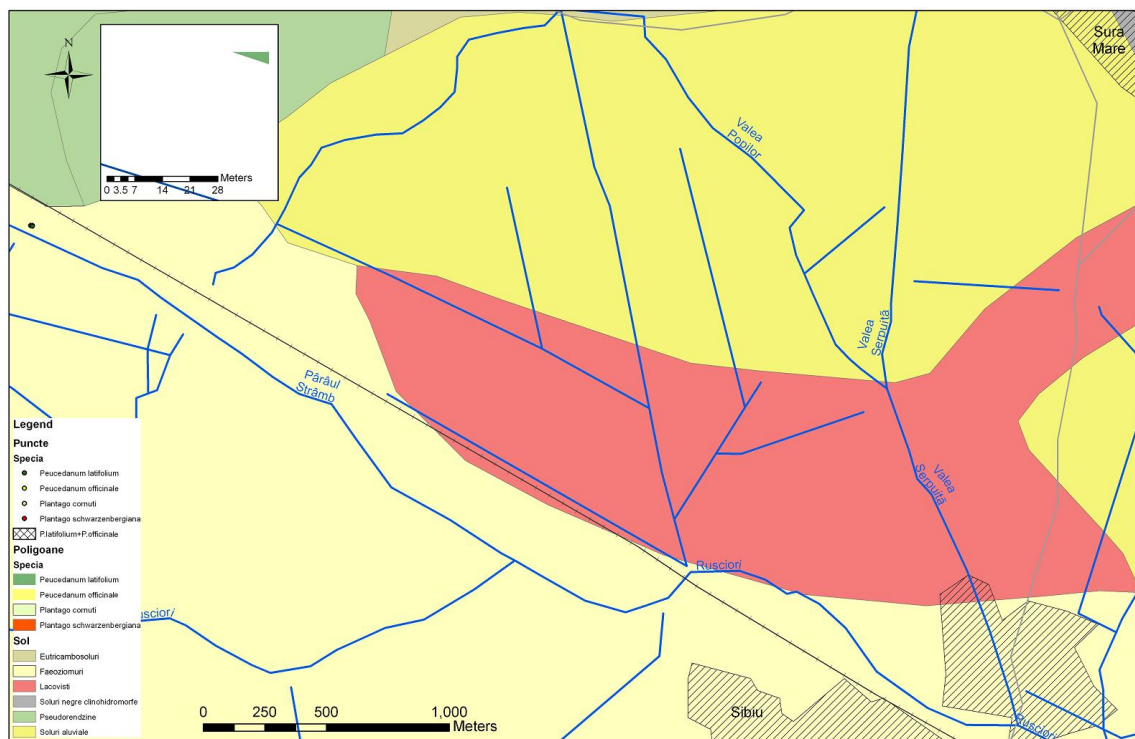 N
Meters
0 3.5 7 14 21 28
Sura
Mare
Valea
Popilor
Valea
Serpuită
Pârâul
Strâmb
Valea
Serpuită
Rusciori
Rusciori
Sibiu
0 250 500 1,000
Meters
Legend
Puncte
Specia
Peucedanum latifolium
Peucedanum officinale
Plantago cornuti
Plantago schwarzenbergiana
P.latifolium+P.officinale
Poligoane
Specia
Peucedanum latifolium
Peucedanum officinale
Plantago cornuti
Plantago schwarzenbergiana
Sol
Eutricambosoluri
Faeoziomuri
Lacovisti
Soluri negre clinohidromorfe
Pseudorendzine
Soluri aluviale